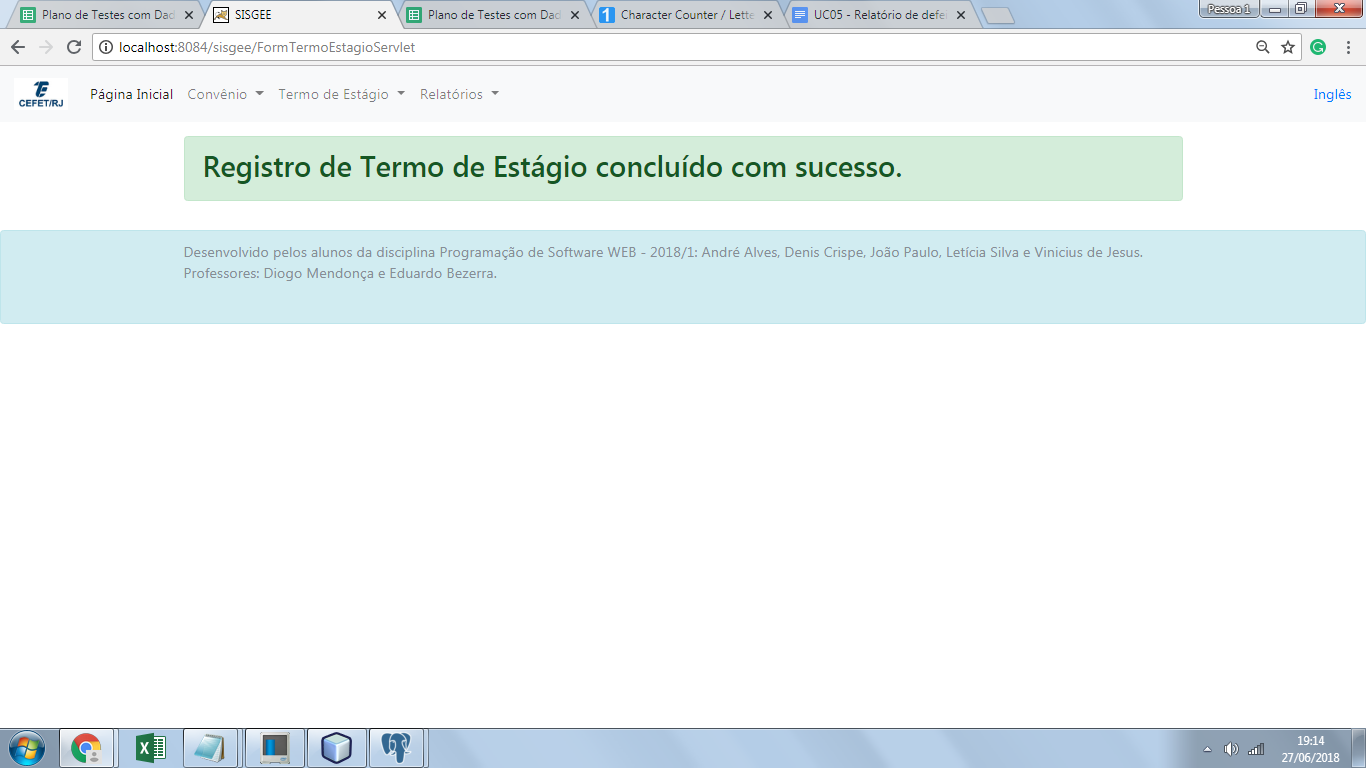 Plano de Testes com Dad
SISGEE
Plano de Testes com Dad
1
Character Counter / Lette
UC05 - Relatório de defei
Pessoa 1
localhost:8084/sisgee/FormTermoEstagioServlet
CEFET/RJ
Página Inicial
Convênio
Termo de Estágio
Relatórios
Inglês
Registro de Termo de Estágio concluído com sucesso.
Desenvolvido pelos alunos da disciplina Programação de Software WEB - 2018/1: André Alves, Denis Crispe, João Paulo, Letícia Silva e Vinicius de Jesus.
Professores: Diogo Mendonça e Eduardo Bezerra.
19:14
27/06/2018